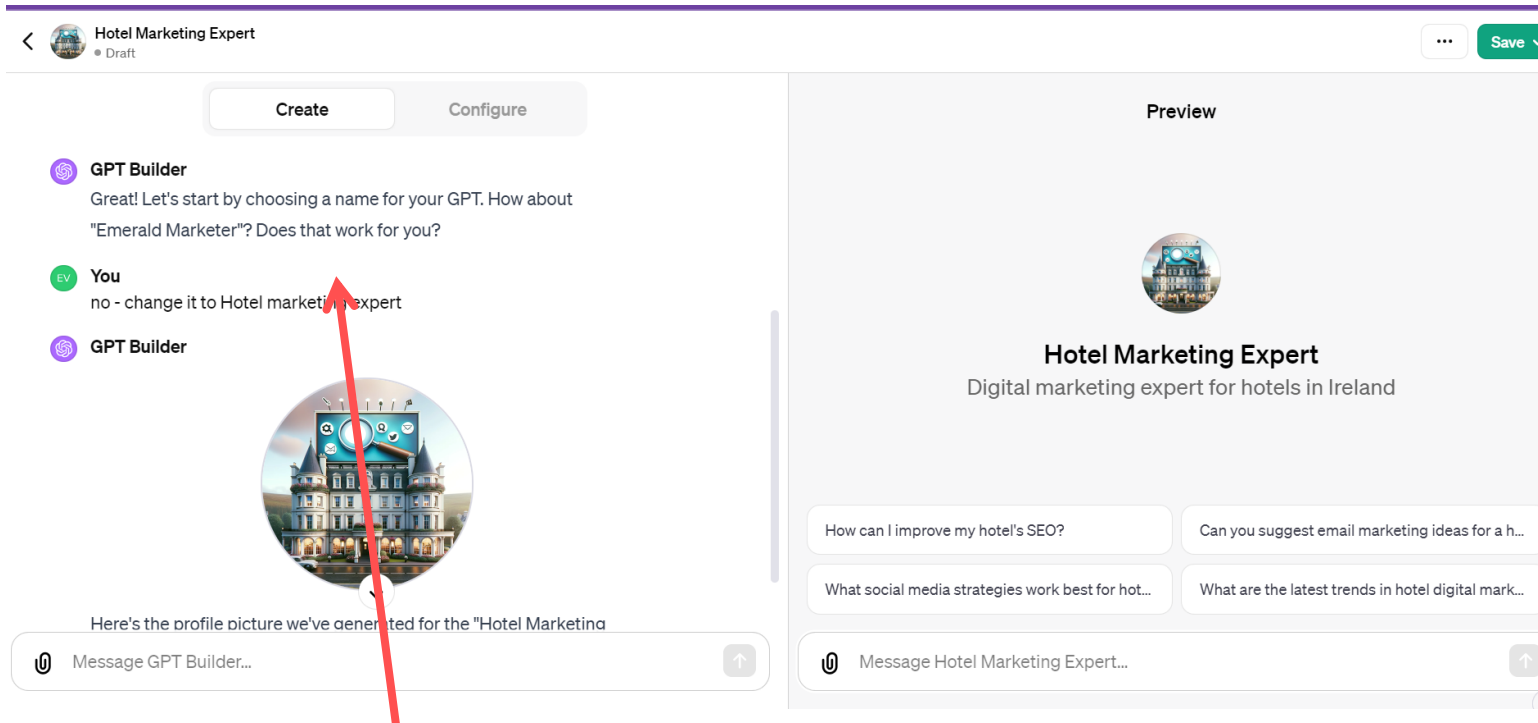 Hotel Marketing Expert
Draft
Save
Create
Configure
Preview
GPT Builder
Great! Let's start by choosing a name for your GPT. How about
"Emerald Marketer"? Does that work for you?
EV
You
no - change it to Hotel marketing expert
GPT Builder
Here's the profile picture we've generated for the "Hotel Marketing
Message GPT Builder...
Hotel Marketing Expert
Digital marketing expert for hotels in Ireland
How can I improve my hotel's SEO?
Can you suggest email marketing ideas for a h...
What social media strategies work best for hot...
What are the latest trends in hotel digital mark...
Message Hotel Marketing Expert...